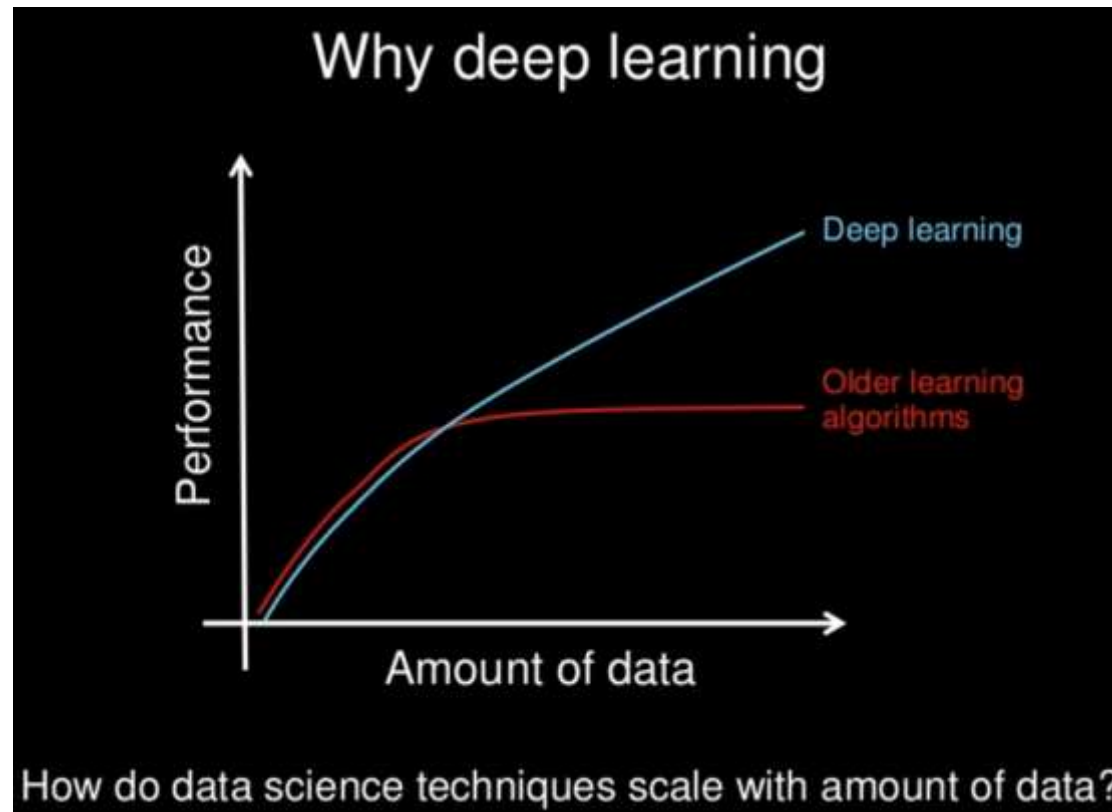 Why deep learning
Performance
Deep learning
Older learning
algorithms
Amount of data
How do data science techniques scale with amount of data?